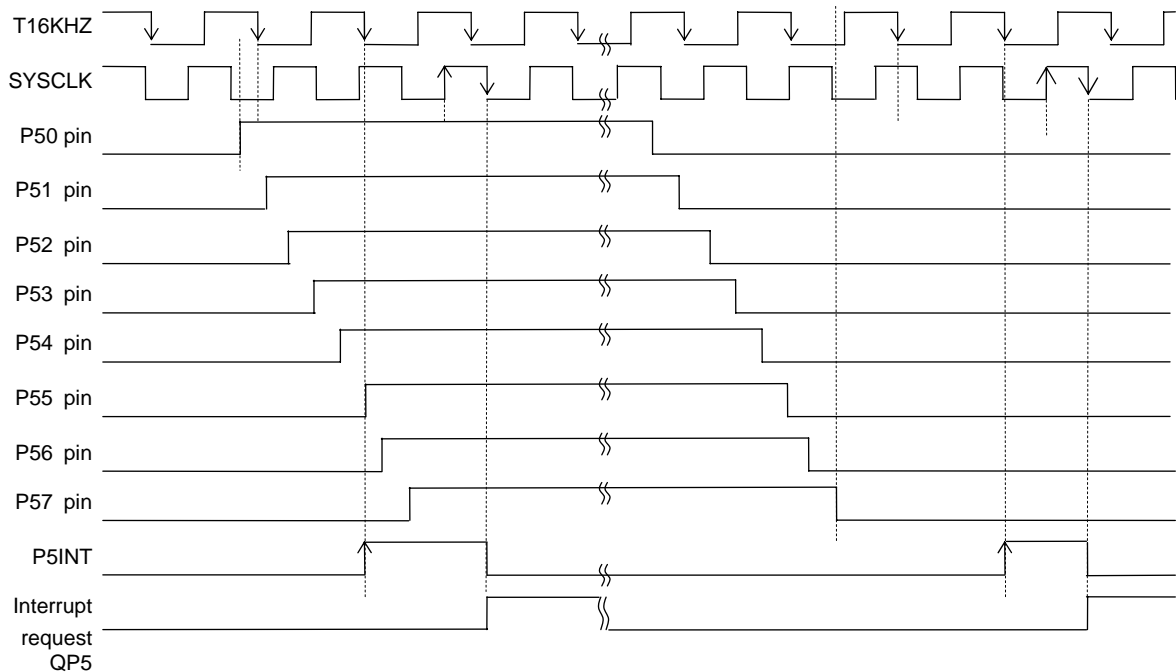 T16KHZ
SYSCLK
P50 pin
P51 pin
P52 pin
P53 pin
P54 pin
P55 pin
P56 pin
P57 pin
P5INT
Interrupt
request
QP5